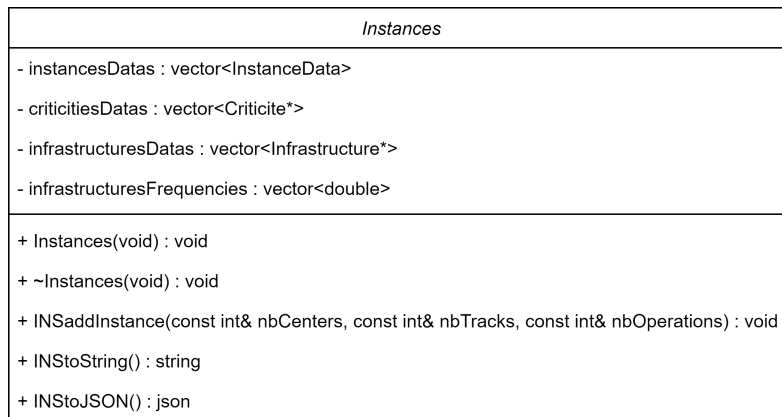 Instances
- instancesDatas : vector<InstanceData>
- criticitiesDatas : vector<Criticite*>
- infrastructuresDatas : vector<Infrastructure*>
- infrastructuresFrequencies : vector<double>
+ Instances(void) : void
+ ~Instances(void) : void
+ INSaddInstance(const int& nbCenters, const int& nbTracks, const int& nbOperations) : void
+ INStoString() : string
+ INStoJSON() : json